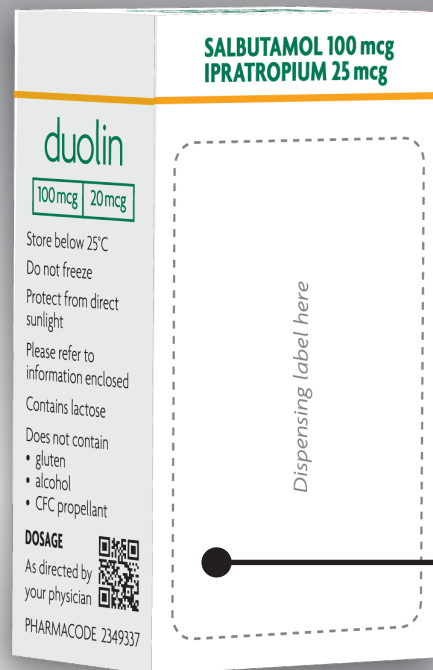 SALBUTAMOL 100 mcg
IPRATROPIUM 25 mcg
duolin
100 mcg 20 mcg
Store below 25°C
Do not freeze
Protect from direct
sunlight
Please refer to
information enclosed
Contains lactose
Does not contain
• gluten
• alcohol
• CFC propellant
DOSAGE
As directed by
your physician
PHARMACODE 2349337
Dispensing label here